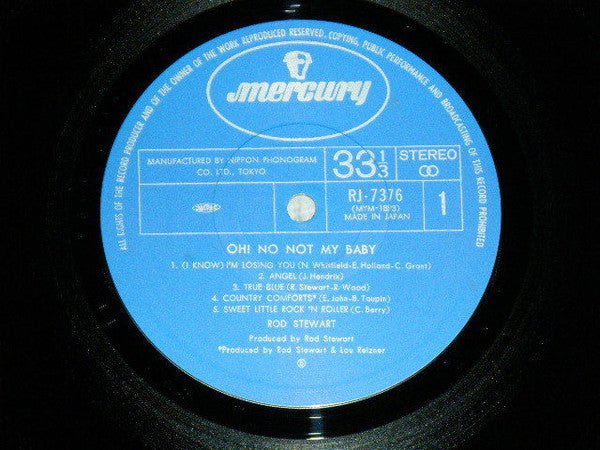 ALL RIGHTS OF THE RECORD PRODUCER AND OF THE OWNER OF THE WORK REPRODUCED RESERVED. COPYING, PUBLIC PERFORMANCE AND BROADCASTING OF THIS RECORD PROHIBITED
mercury
MANUFACTURED BY NIPPON PHONOGRAM
CO. LTD., TOKYO
33 1/3
STEREO
RJ-7376
(MYM-1813)
MADE IN JAPAN
1
OH! NO NOT MY BABY
1. (I KNOW) I'M LOSING YOU (N. Whitfield-E. Holland-C. Grant)
2. ANGEL (J. Hendrix)
3. TRUE BLUE (R. Stewart-R. Wood)
4. COUNTRY COMFORTS* (E. John-B. Taupin)
5. SWEET LITTLE ROCK 'N ROLLER (C. Berry)
ROD STEWART
Produced by Rod Stewart
*Produced by Rod Stewart & Lou Reizner